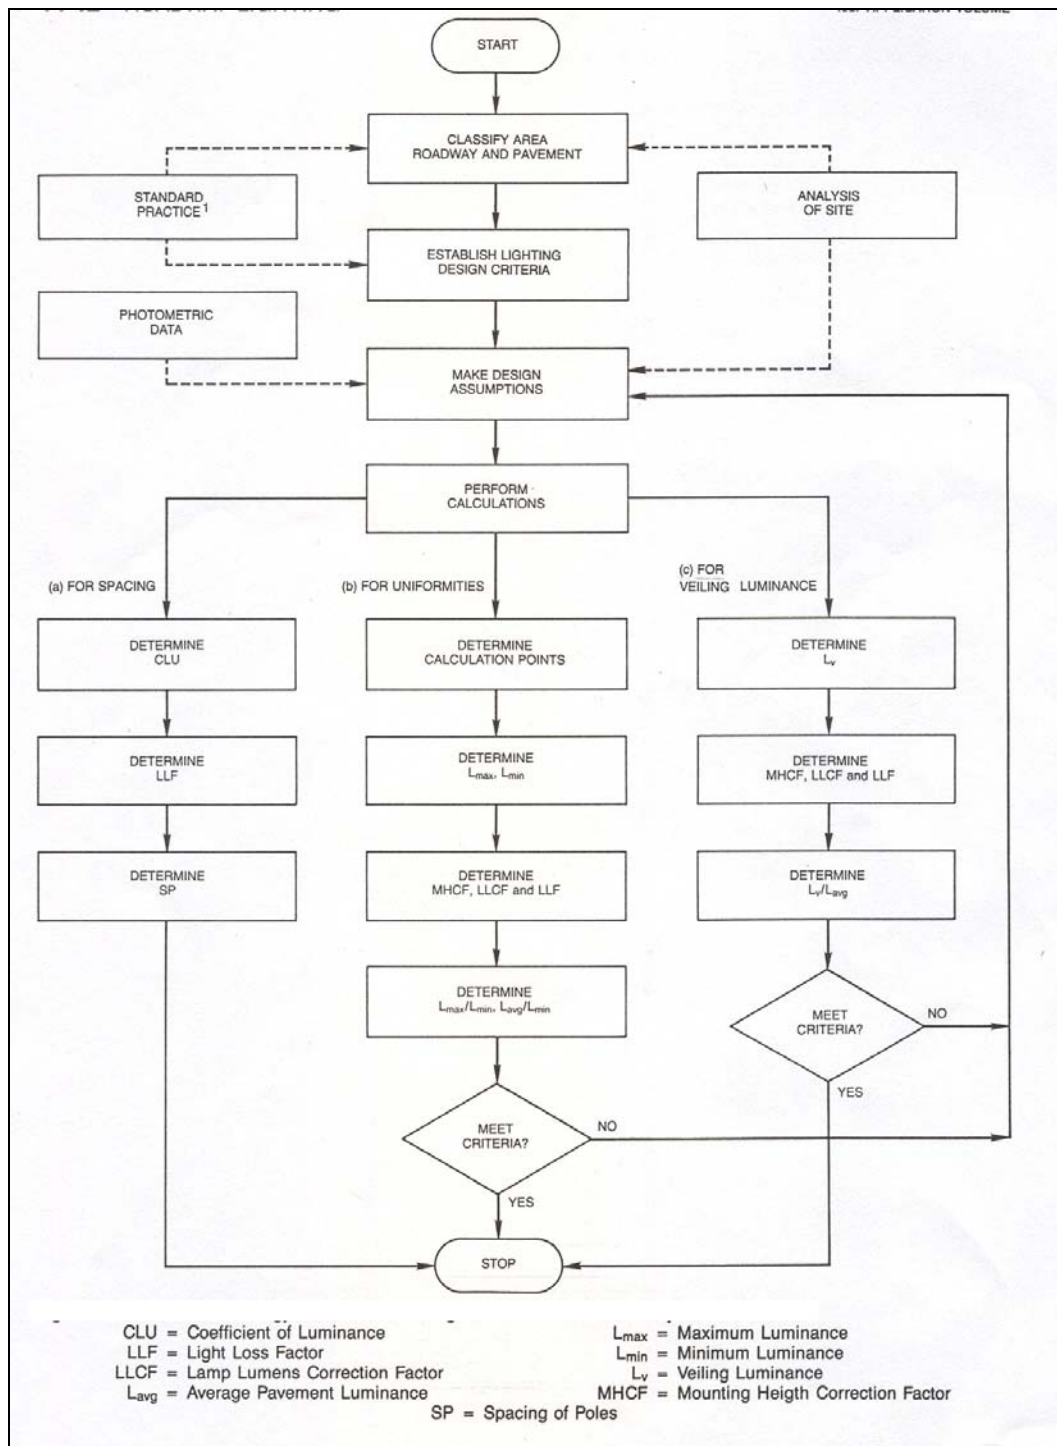 START
CLASSIFY AREA
ROADWAY AND PAVEMENT
STANDARD
PRACTICE¹
ANALYSIS
OF SITE
ESTABLISH LIGHTING
DESIGN CRITERIA
PHOTOMETRIC
DATA
MAKE DESIGN
ASSUMPTIONS
PERFORM
CALCULATIONS
(a) FOR SPACING
(b) FOR UNIFORMITIES
(c) FOR
VEILING LUMINANCE
DETERMINE
CLU
DETERMINE
CALCULATION POINTS
DETERMINE
Lv
DETERMINE
LLF
DETERMINE
Lmax, Lmin
DETERMINE
MHCF, LLCF and LLF
DETERMINE
SP
DETERMINE
MHCF, LLCF and LLF
DETERMINE
Lv/Lavg
DETERMINE
Lmax/Lmin, Lavg/Lmin
MEET
CRITERIA?
NO
YES
MEET
CRITERIA?
NO
YES
STOP
CLU = Coefficient of Luminance
LLF = Light Loss Factor
LLCF = Lamp Lumens Correction Factor
Lavg = Average Pavement Luminance
Lmax = Maximum Luminance
Lmin = Minimum Luminance
Lv = Veiling Luminance
MHCF = Mounting Heigth Correction Factor
SP = Spacing of Poles